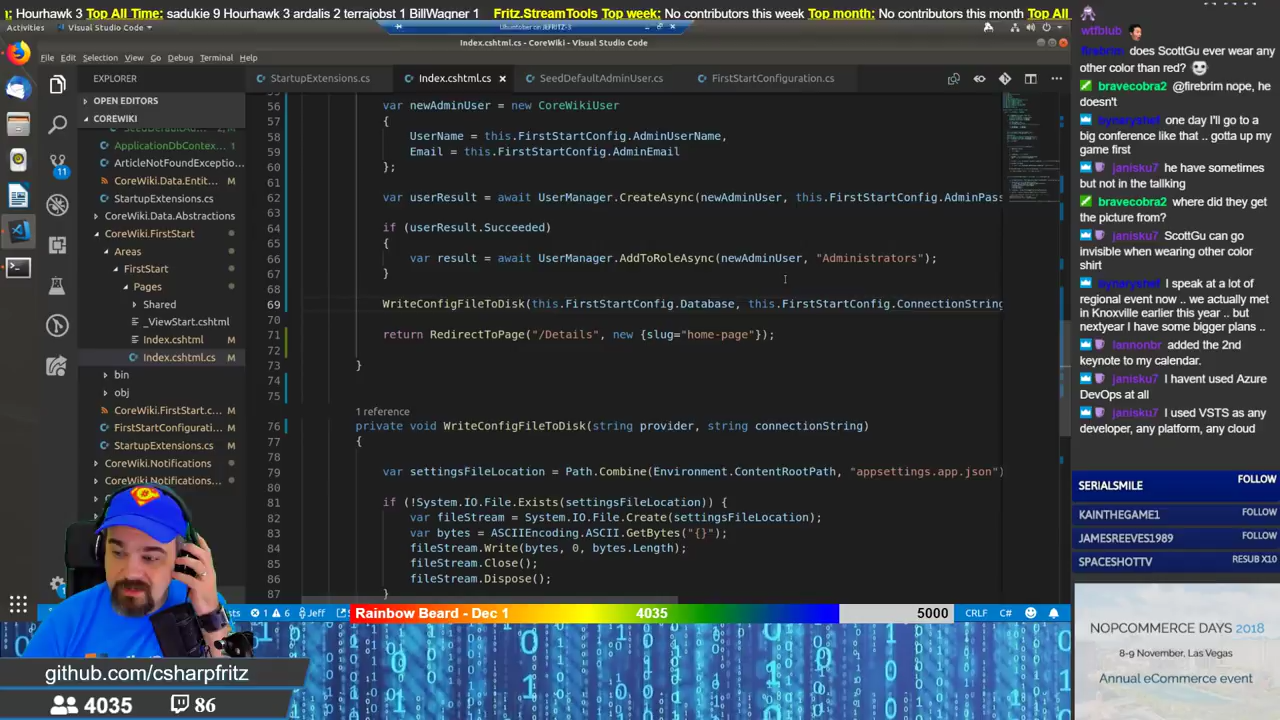 n: Hourhawk 3 Top All Time: sadukie 9 Hourhawk 3 ardalis 2 terrajobst 1 BillWagner 1 Fritz.StreamTools Top week: No contributors this week Top month: No contributors this month Top All
Activities Visual Studio Code Ubuntober on JEFRITZ-3
Index.cshtml.cs - CoreWiki - Visual Studio Code
File Edit Selection View Go Debug Terminal Help
EXPLORER
StartupExtensions.cs Index.cshtml.cs × SeedDefaultAdminUser.cs FirstStartConfiguration.cs
OPEN EDITORS
COREWIKI
SeedDefaultAd...
ApplicationDbContex...
ArticleNotFoundExceptio...
CoreWiki.Data.Entit... M
StartupExtensions.cs
CoreWiki.Data.Abstractions
CoreWiki.FirstStart
Areas
FirstStart
Pages
Shared
_ViewStart.cshtml
Index.cshtml M
Index.cshtml.cs M
bin
obj
CoreWiki.FirstStart.c... M
FirstStartConfigurati... M
StartupExtensions.cs M
CoreWiki.Notifications
CoreWiki.Notifications...
11
55
56 var newAdminUser = new CoreWikiUser
57 {
58 UserName = this.FirstStartConfig.AdminUserName,
59 Email = this.FirstStartConfig.AdminEmail
60 };
61
62 var userResult = await UserManager.CreateAsync(newAdminUser, this.FirstStartConfig.AdminPass
63
64 if (userResult.Succeeded)
65 {
66 var result = await UserManager.AddToRoleAsync(newAdminUser, "Administrators");
67 }
68
69 WriteConfigFileToDisk(this.FirstStartConfig.Database, this.FirstStartConfig.ConnectionString
70
71 return RedirectToPage("/Details", new {slug="home-page"});
72
73 }
74
75
1 reference
76 private void WriteConfigFileToDisk(string provider, string connectionString)
77 {
78
79 var settingsFileLocation = Path.Combine(Environment.ContentRootPath, "appsettings.app.json")
80
81 if (!System.IO.File.Exists(settingsFileLocation)) {
82 var fileStream = System.IO.File.Create(settingsFileLocation);
83 var bytes = ASCIIEncoding.ASCII.GetBytes("{}");
84 fileStream.Write(bytes, 0, bytes.Length);
85 fileStream.Close();
86 fileStream.Dispose();
87 }
1 6 Jeff
CRLF C#
Rainbow Beard - Dec 1 4035 5000
github.com/csharpfritz
4035 86
wtfblub
firebrim does ScottGu ever wear any
other color than red?
bravecobra2 @firebrim nope, he
doesn't
one day I'll go to a
big conference like that .. gotta up my
game first
janisku7 he have sometimes
but not in the tallking
bravecobra2 where did they get
the picture from?
janisku7 ScottGu can go
invisible when wearing other color
shirt
I speak at a lot of
regional event now .. we actually met
in Knoxville earlier this year .. but
nextyear I have some bigger plans ..
lannonbr added the 2nd
keynote to my calendar.
janisku7 I havent used Azure
DevOps at all
janisku7 I used VSTS as any
developer, any platform, any cloud
SERIALSMILE FOLLOW
KAINTHEGAME1 FOLLOW
JAMESREEVES1989 FOLLOW
SPACESHOTTV RESUB X10
NOPCOMMERCE DAYS 2018
8-9 November, Las Vegas
Annual eCommerce event